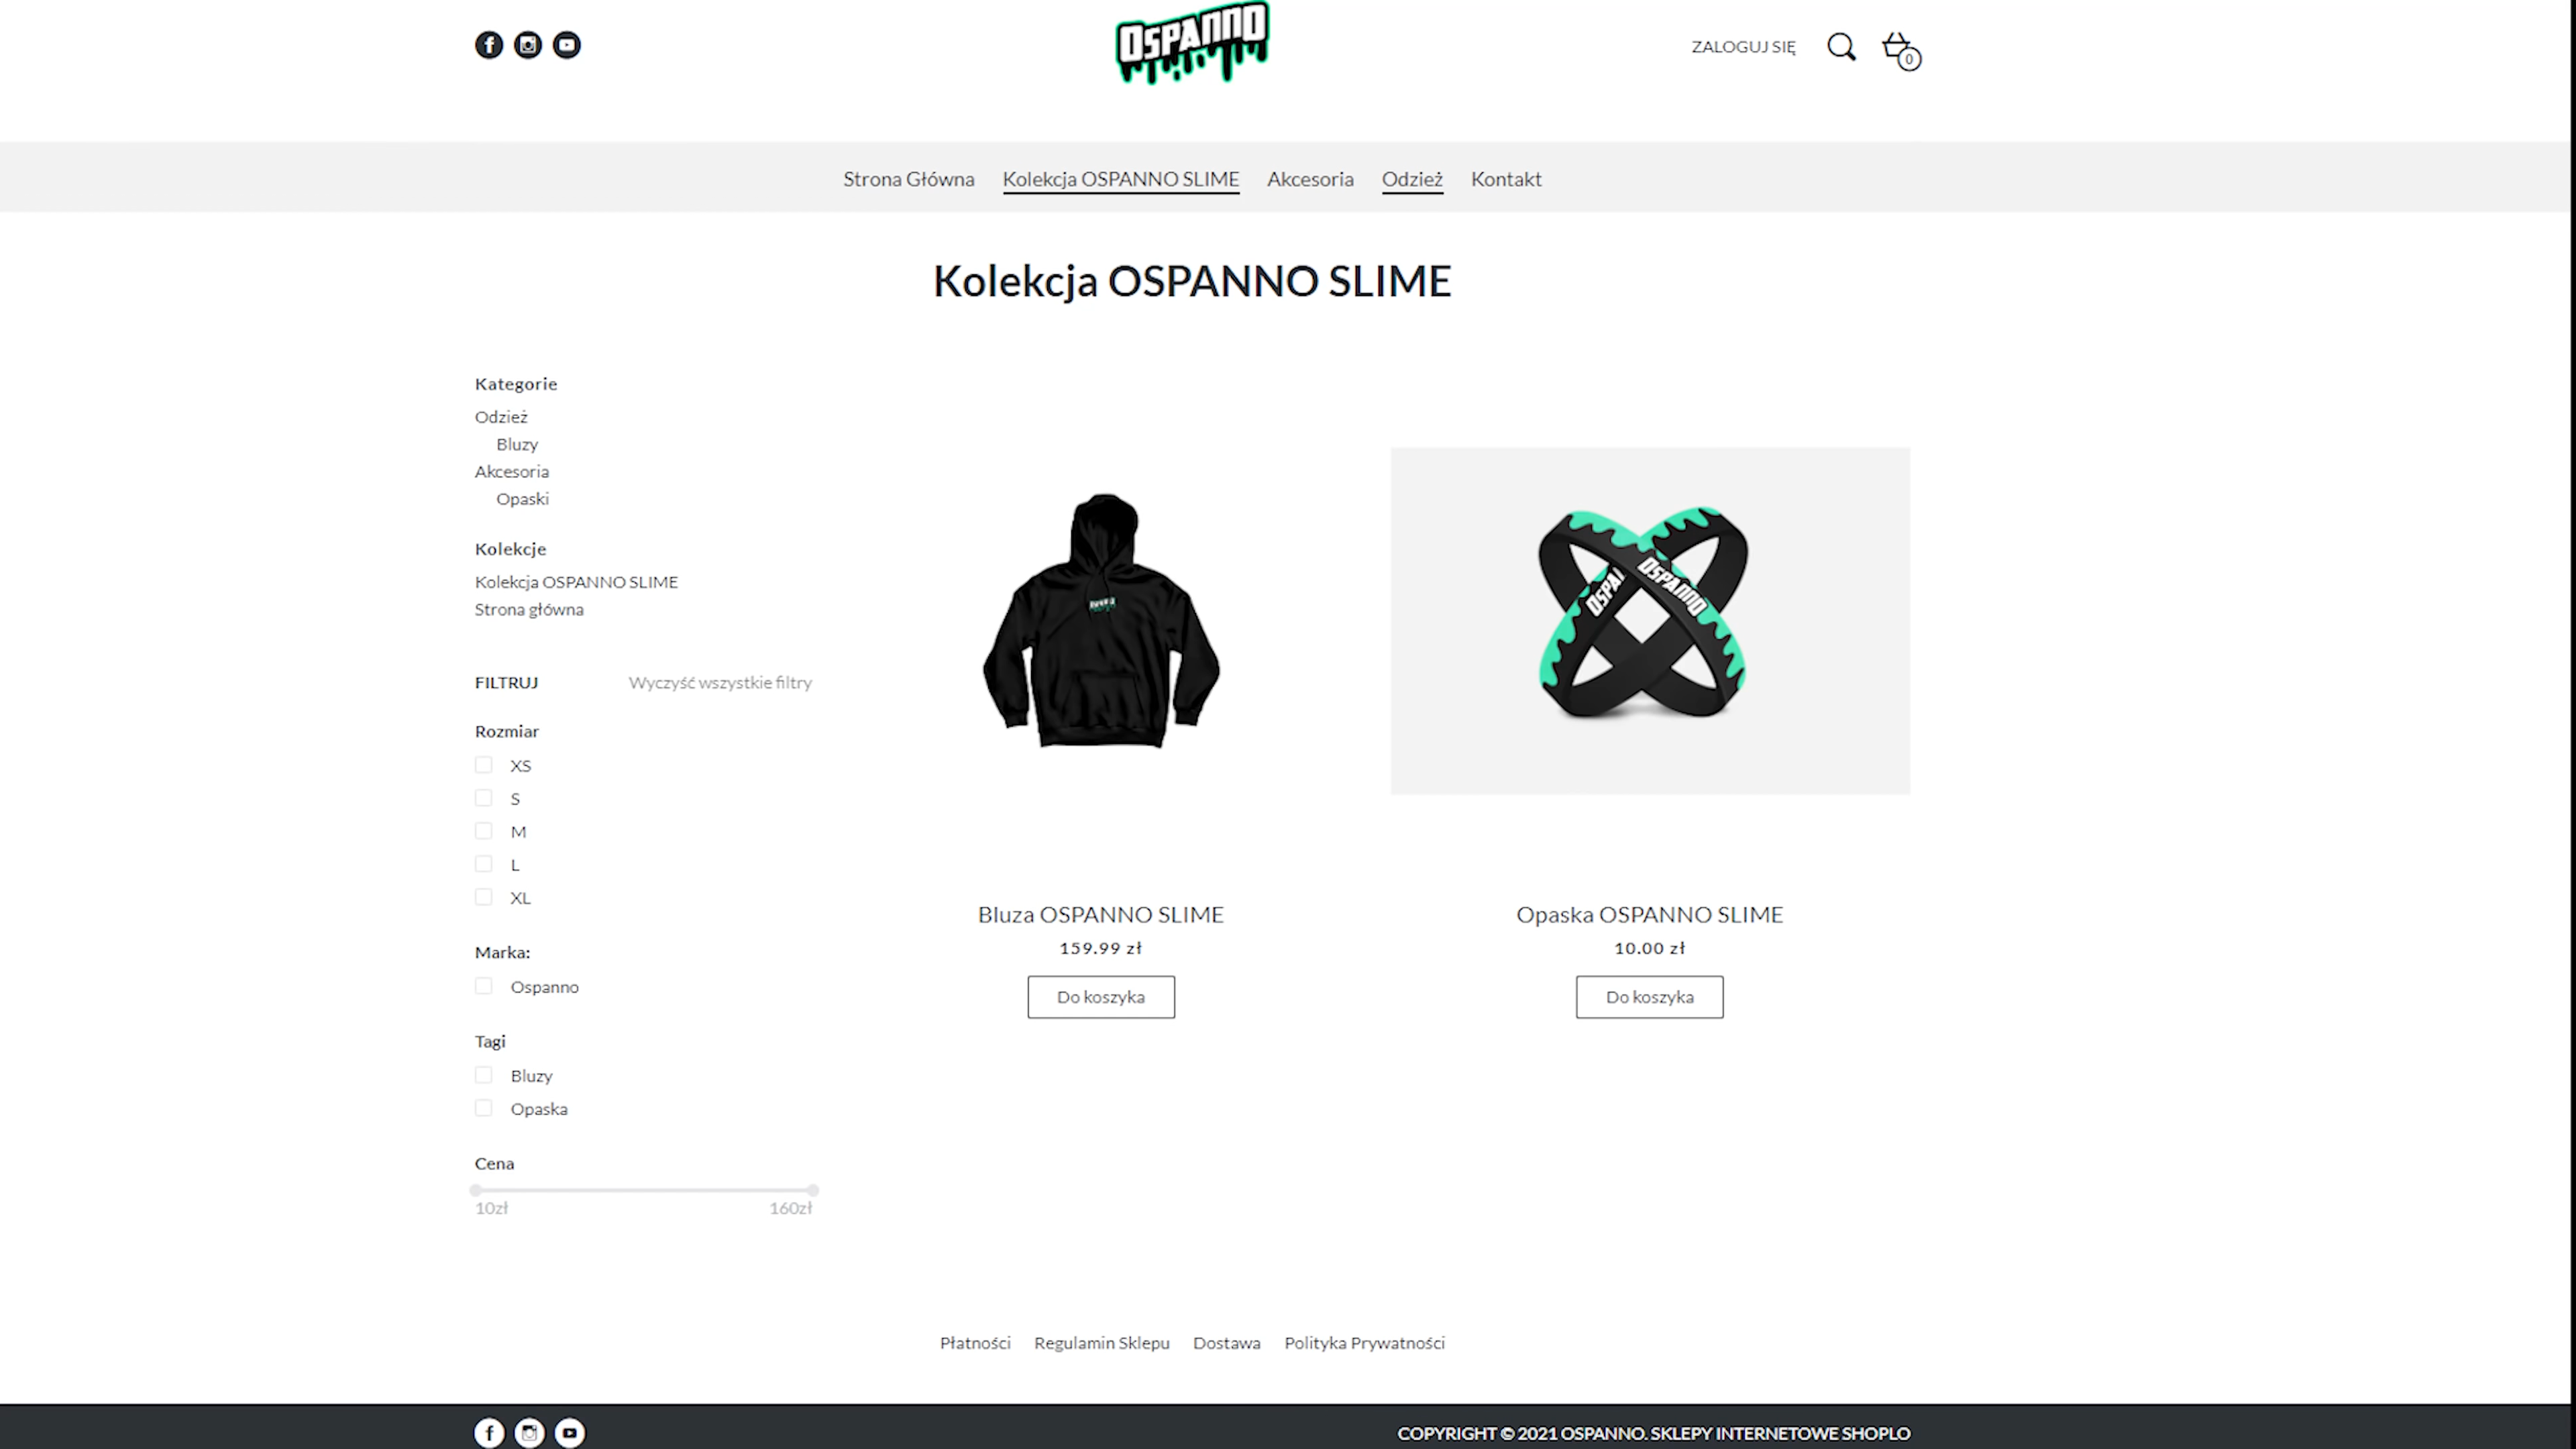 OSPANNO
ZALOGUJ SIĘ
0
Strona Główna Kolekcja OSPANNO SLIME Akcesoria Odzież Kontakt
Kolekcja OSPANNO SLIME
Kategorie
Odzież
Bluzy
Akcesoria
Opaski
Kolekcje
Kolekcja OSPANNO SLIME
Strona główna
FILTRUJ Wyczyść wszystkie filtry
Rozmiar
XS
S
M
L
XL
Marka:
Ospanno
Tagi
Bluzy
Opaska
Cena
10zł 160zł
OSPA
OSPANNO
Bluza OSPANNO SLIME
159.99 zł
Do koszyka
Opaska OSPANNO SLIME
10.00 zł
Do koszyka
Płatności Regulamin Sklepu Dostawa Polityka Prywatności
COPYRIGHT © 2021 OSPANNO. SKLEPY INTERNETOWE SHOPLO